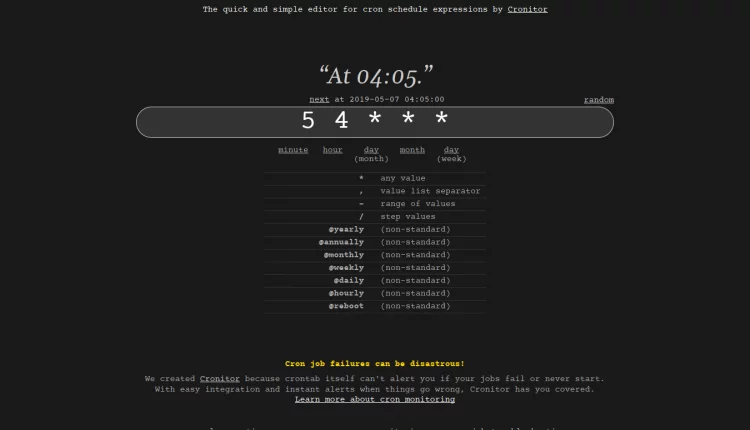 The quick and simple editor for cron schedule expressions by Cronitor
“At 04:05.”
next at 2019-05-07 04:05:00
random
5 4 * * *
minute hour day (month) month day (week)
* any value
, value list separator
- range of values
/ step values
@yearly (non-standard)
@annually (non-standard)
@monthly (non-standard)
@weekly (non-standard)
@daily (non-standard)
@hourly (non-standard)
@reboot (non-standard)
Cron job failures can be disastrous!
We created Cronitor because crontab itself can't alert you if your jobs fail or never start.
With easy integration and instant alerts when things go wrong, Cronitor has you covered.
Learn more about cron monitoring